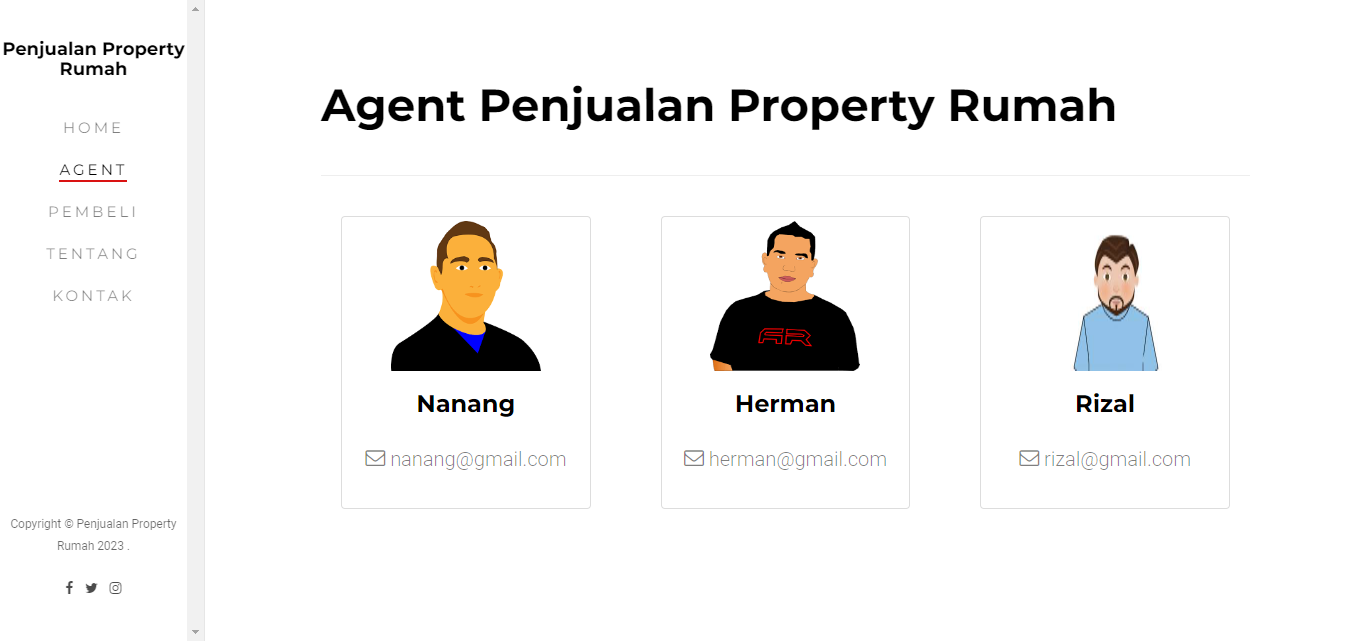 Penjualan Property
Rumah
HOME
AGENT
PEMBELI
TENTANG
KONTAK
Copyright © Penjualan Property
Rumah 2023 .
Agent Penjualan Property Rumah
AR
Nanang
nanang@gmail.com
Herman
herman@gmail.com
Rizal
rizal@gmail.com